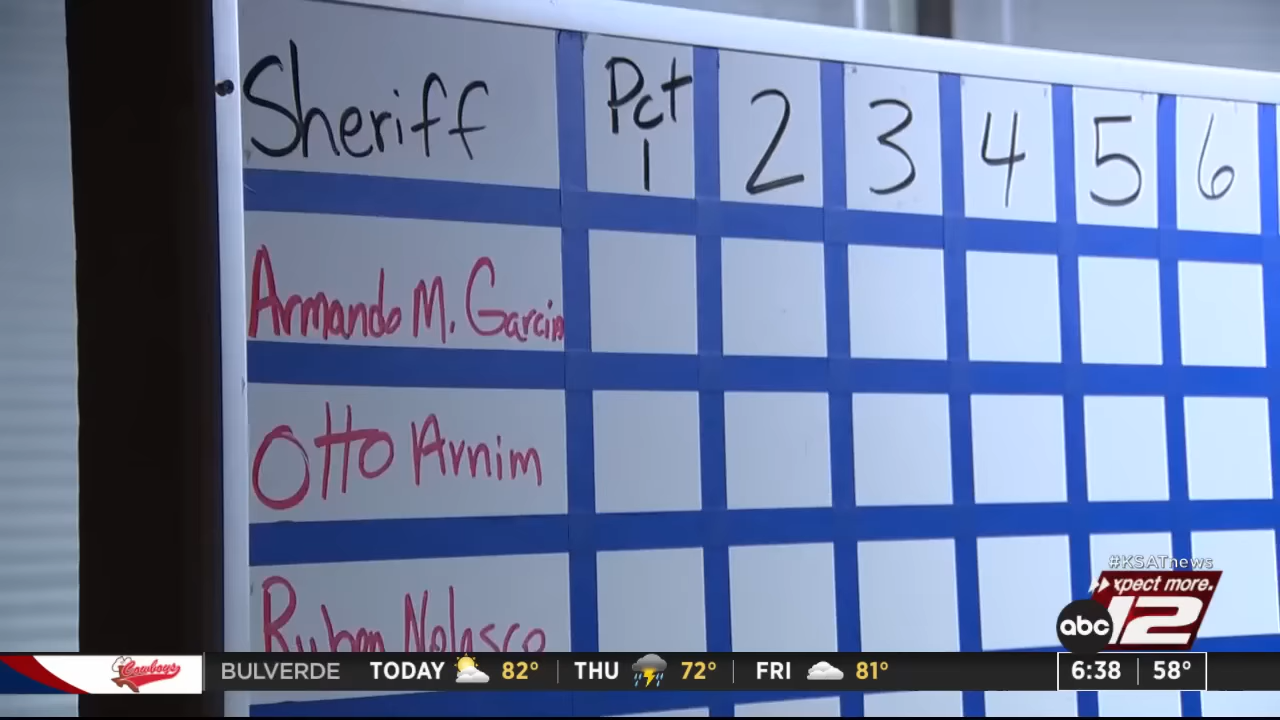 Sheriff Pct 1 2 3 4 5 6
Armando M. Garcia
Otto Arnim
Ruben Nolasco
#KSATnews
xpect more.
abc 12
Cowboys BULVERDE TODAY 82° THU 72° FRI 81° 6:38 58°